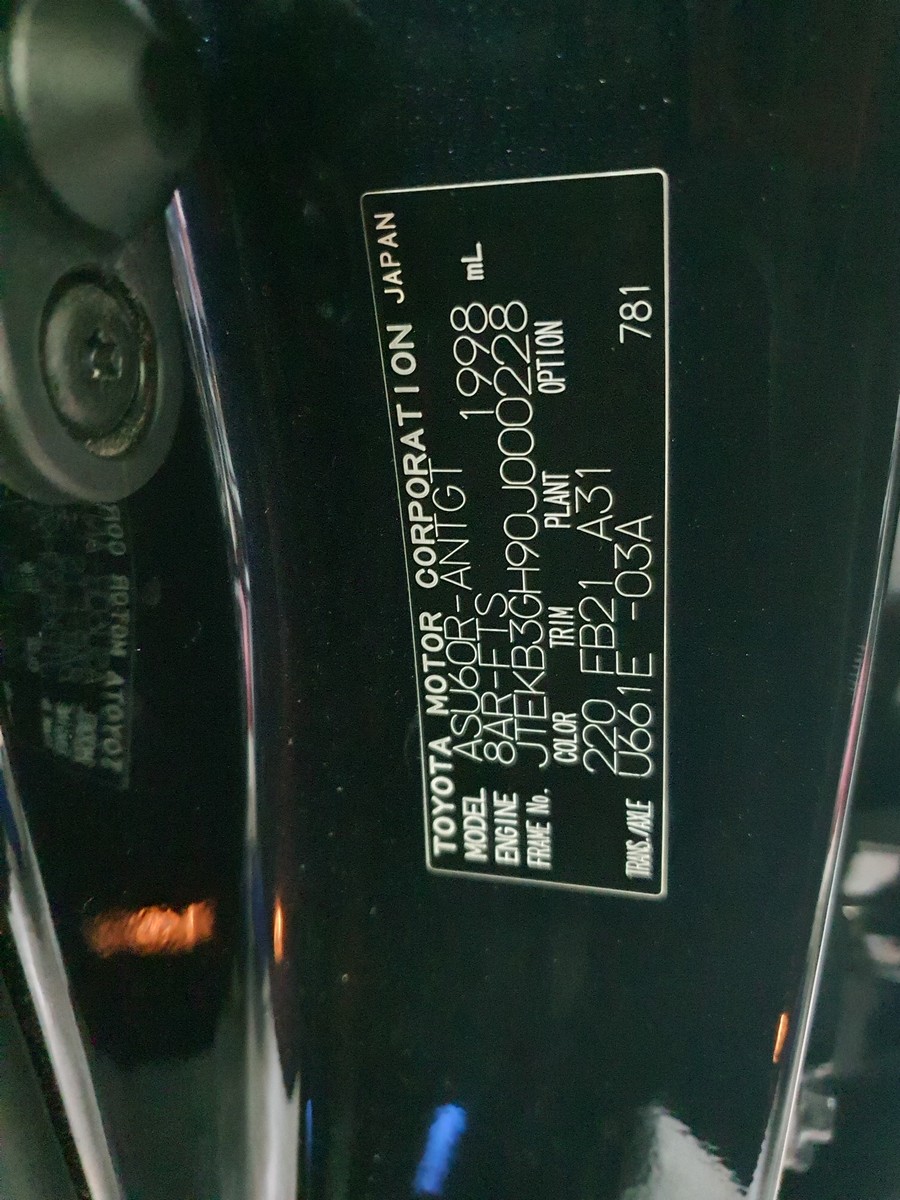 TOYOTA MOTOR CORPORATION JAPAN
MODEL ASU60R-ANTGT 1998 mL
ENGINE 8AR-FTS
FRAME No. JTEKB3GH90J000228
COLOR TRIM PLANT OPTION
220 EB21 A31
TRANS./AXLE U661E -03A 781